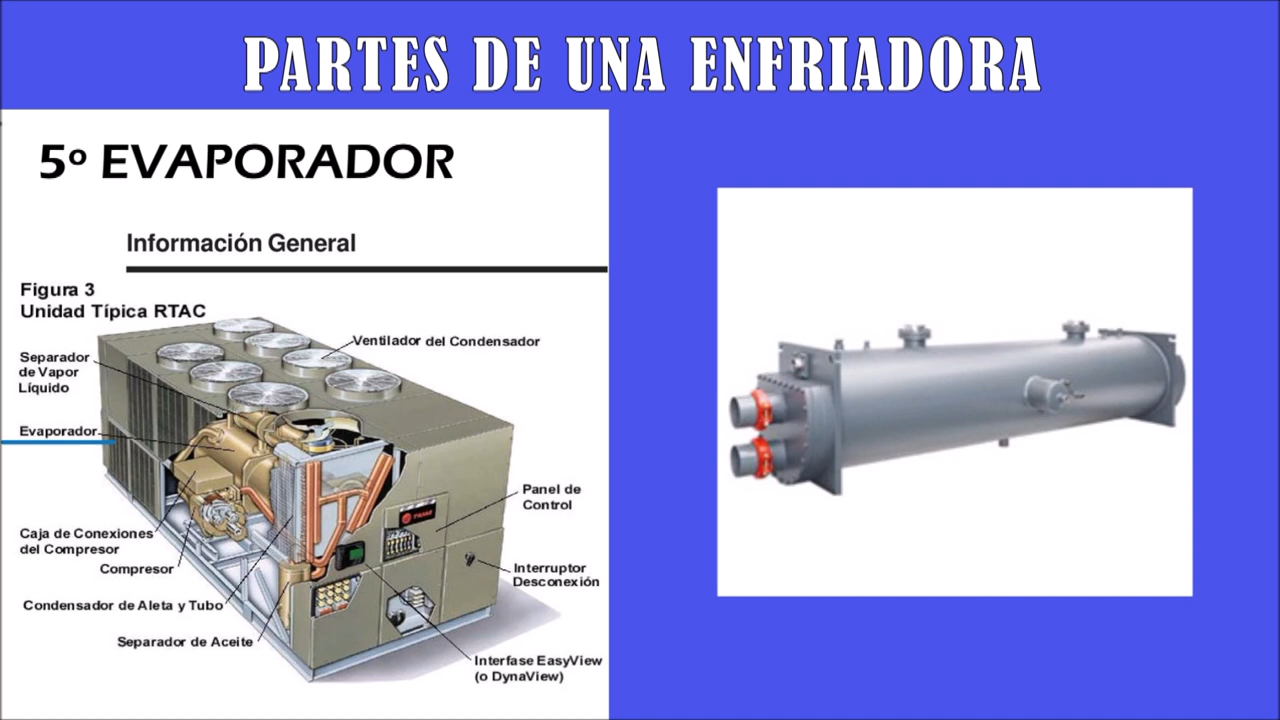 PARTES DE UNA ENFRIADORA
5º EVAPORADOR
Información General
Figura 3
Unidad Típica RTAC
Ventilador del Condensador
Separador
de Vapor
Líquido
Evaporador
Panel de
Control
TRANE
Caja de Conexiones
del Compresor
Compresor
Interruptor
Desconexión
Condensador de Aleta y Tubo
Separador de Aceite
Interfase EasyView
(o DynaView)